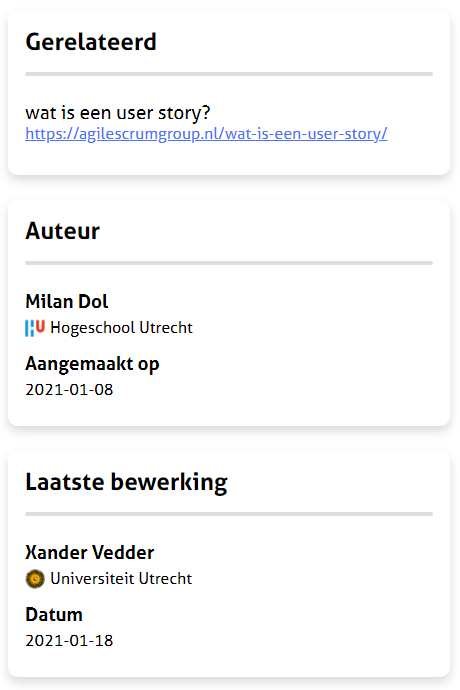 Gerelateerd
wat is een user story?
https://agilescrumgroup.nl/wat-is-een-user-story/
Auteur
Milan Dol
HU Hogeschool Utrecht
Aangemaakt op
2021-01-08
Laatste bewerking
Xander Vedder
Universiteit Utrecht
Datum
2021-01-18